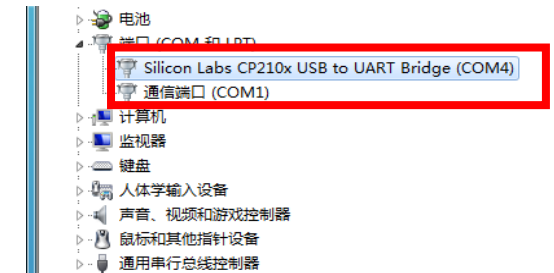 电池
端口 (COM 和 LPT)
Silicon Labs CP210x USB to UART Bridge (COM4)
通信端口 (COM1)
计算机
监视器
键盘
人体学输入设备
声音、视频和游戏控制器
鼠标和其他指针设备
通用串行总线控制器